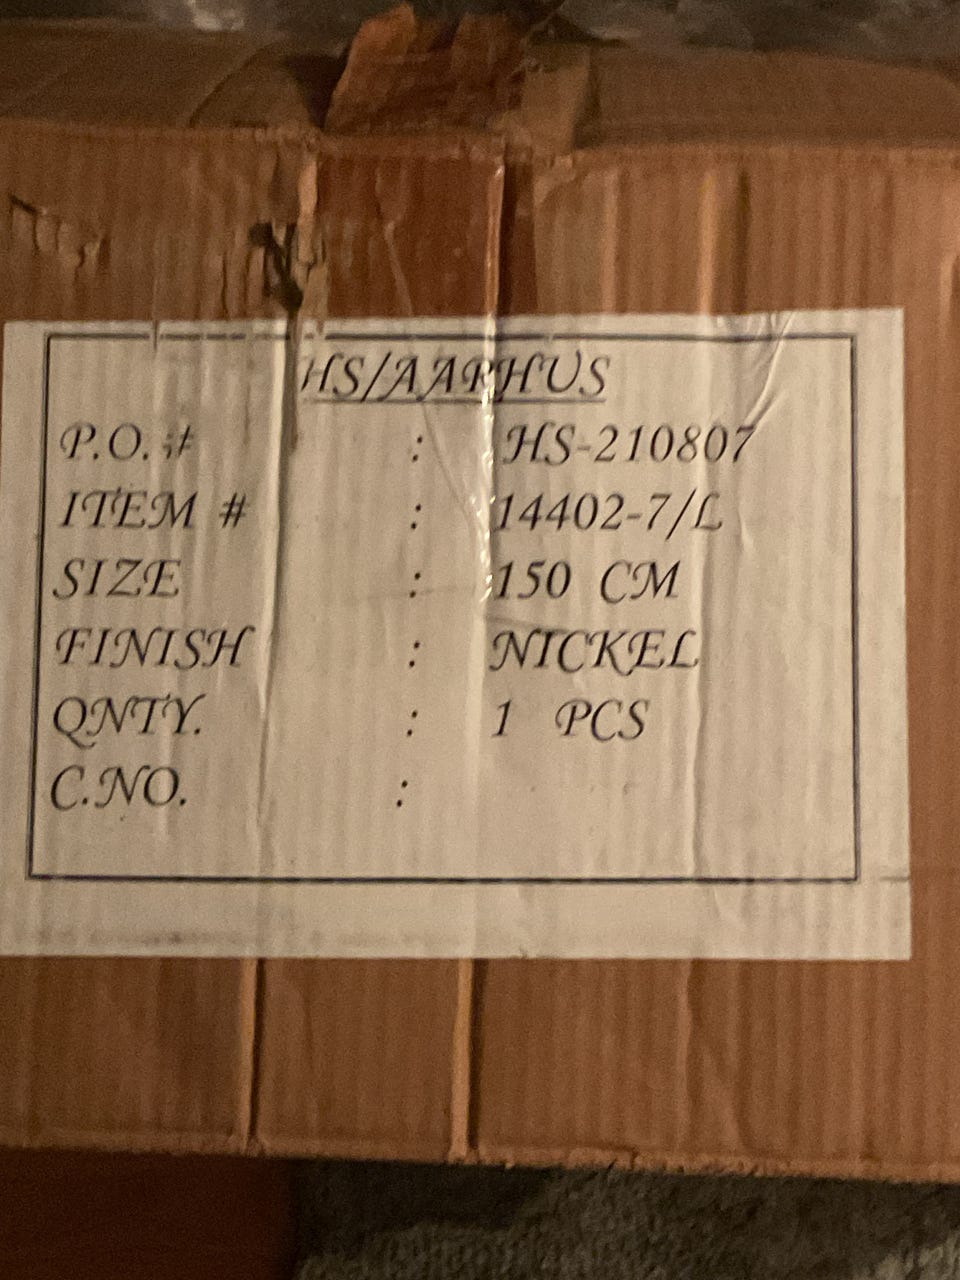 HS/AARHUS
P.O. # : HS-210807
ITEM # : 14402-7/L
SIZE : 150 CM
FINISH : NICKEL
QNTY. : 1 PCS
C.NO. :